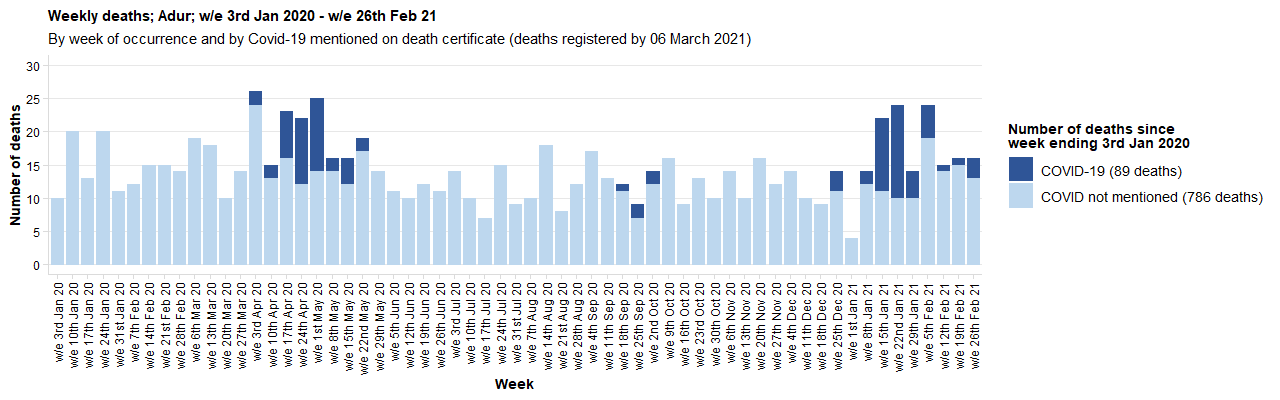 Weekly deaths; Adur; w/e 3rd Jan 2020 - w/e 26th Feb 21
By week of occurrence and by Covid-19 mentioned on death certificate (deaths registered by 06 March 2021)
Number of deaths
30
25
20
15
10
5
0
w/e 3rd Jan 20
w/e 10th Jan 20
w/e 17th Jan 20
w/e 24th Jan 20
w/e 31st Jan 20
w/e 7th Feb 20
w/e 14th Feb 20
w/e 21st Feb 20
w/e 28th Feb 20
w/e 6th Mar 20
w/e 13th Mar 20
w/e 20th Mar 20
w/e 27th Mar 20
w/e 3rd Apr 20
w/e 10th Apr 20
w/e 17th Apr 20
w/e 24th Apr 20
w/e 1st May 20
w/e 8th May 20
w/e 15th May 20
w/e 22nd May 20
w/e 29th May 20
w/e 5th Jun 20
w/e 12th Jun 20
w/e 19th Jun 20
w/e 26th Jun 20
w/e 3rd Jul 20
w/e 10th Jul 20
w/e 17th Jul 20
w/e 24th Jul 20
w/e 31st Jul 20
w/e 7th Aug 20
w/e 14th Aug 20
w/e 21st Aug 20
w/e 28th Aug 20
w/e 4th Sep 20
w/e 11th Sep 20
w/e 18th Sep 20
w/e 25th Sep 20
w/e 2nd Oct 20
w/e 9th Oct 20
w/e 16th Oct 20
w/e 23rd Oct 20
w/e 30th Oct 20
w/e 6th Nov 20
w/e 13th Nov 20
w/e 20th Nov 20
w/e 27th Nov 20
w/e 4th Dec 20
w/e 11th Dec 20
w/e 18th Dec 20
w/e 25th Dec 20
w/e 1st Jan 21
w/e 8th Jan 21
w/e 15th Jan 21
w/e 22nd Jan 21
w/e 29th Jan 21
w/e 5th Feb 21
w/e 12th Feb 21
w/e 19th Feb 21
w/e 26th Feb 21
Week
Number of deaths since
week ending 3rd Jan 2020
COVID-19 (89 deaths)
COVID not mentioned (786 deaths)